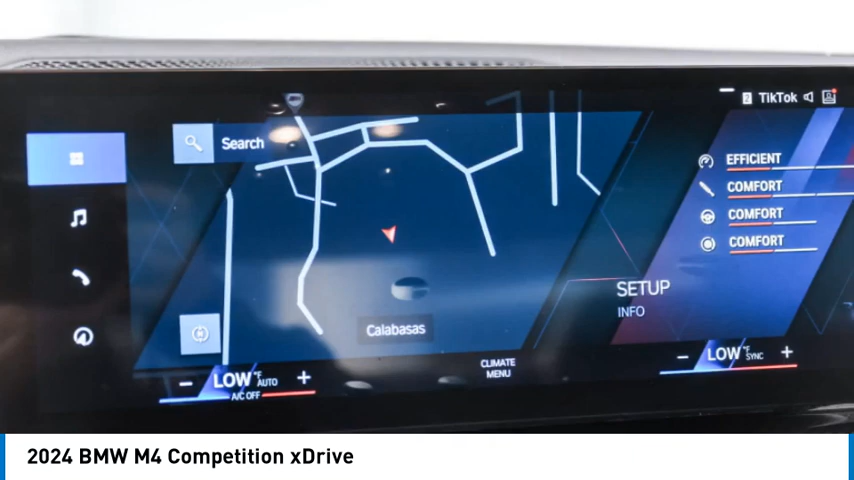 2 TikTok
Search
EFFICIENT
COMFORT
COMFORT
COMFORT
SETUP
INFO
Calabasas
CLIMATE
MENU
− LOW °F AUTO +
A/C OFF
− LOW °F SYNC +
2024 BMW M4 Competition xDrive